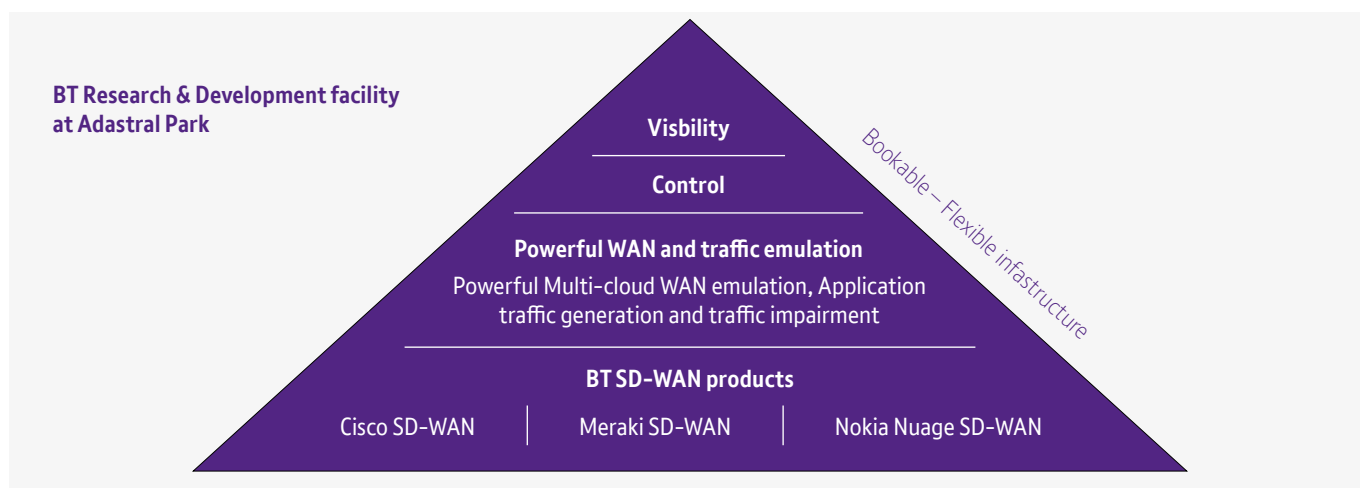 BT Research & Development facility
at Adastral Park
Visbility
Control
Powerful WAN and traffic emulation
Powerful Multi-cloud WAN emulation, Application
traffic generation and traffic impairment
BT SD-WAN products
Cisco SD-WAN
Meraki SD-WAN
Nokia Nuage SD-WAN
Bookable – Flexible infastructure